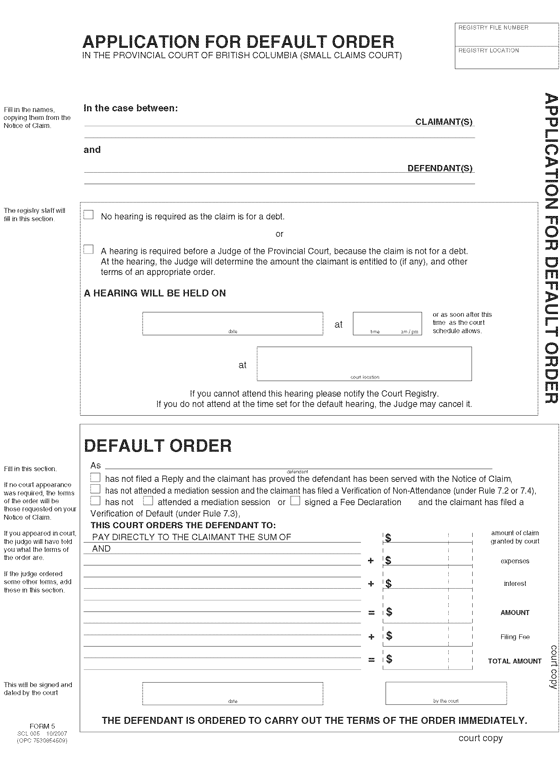 APPLICATION FOR DEFAULT ORDER
IN THE PROVINCIAL COURT OF BRITISH COLUMBIA (SMALL CLAIMS COURT)
REGISTRY FILE NUMBER
REGISTRY LOCATION
Fill in the names,
copying them from the
Notice of Claim.
In the case between:
CLAIMANT(S)
and
DEFENDANT(S)
APPLICATION FOR DEFAULT ORDER
The registry staff will
fill in this section.
No hearing is required as the claim is for a debt.
or
A hearing is required before a Judge of the Provincial Court, because the claim is not for a debt.
At the hearing, the Judge will determine the amount the claimant is entitled to (if any), and other
terms of an appropriate order.
A HEARING WILL BE HELD ON
at
or as soon after this
time as the court
schedule allows.
date
time am / pm
at
court location
If you cannot attend this hearing please notify the Court Registry.
If you do not attend at the time set for the default hearing, the Judge may cancel it.
DEFAULT ORDER
Fill in this section.
As
defendant
has not filed a Reply and the claimant has proved the defendant has been served with the Notice of Claim,
has not attended a mediation session and the claimant has filed a Verification of Non-Attendance (under Rule 7.2 or 7.4),
has not attended a mediation session or signed a Fee Declaration and the claimant has filed a
Verification of Default (under Rule 7.3),
If no court appearance
was required, the terms
of the order will be
those requested on your
Notice of Claim.
If you appeared in court,
the judge will have told
you what the terms of
the order are.
If the judge ordered
some other terms, add
these in this section.
THIS COURT ORDERS THE DEFENDANT TO:
PAY DIRECTLY TO THE CLAIMANT THE SUM OF
$
amount of claim
granted by court
AND
+ $ expenses
+ $ interest
= $ AMOUNT
+ $ Filing Fee
= $ TOTAL AMOUNT
court copy
This will be signed and
dated by the court
date
by the court
THE DEFENDANT IS ORDERED TO CARRY OUT THE TERMS OF THE ORDER IMMEDIATELY.
FORM 5
SCL 005 10/2007
(OPC 7530854509)
court copy